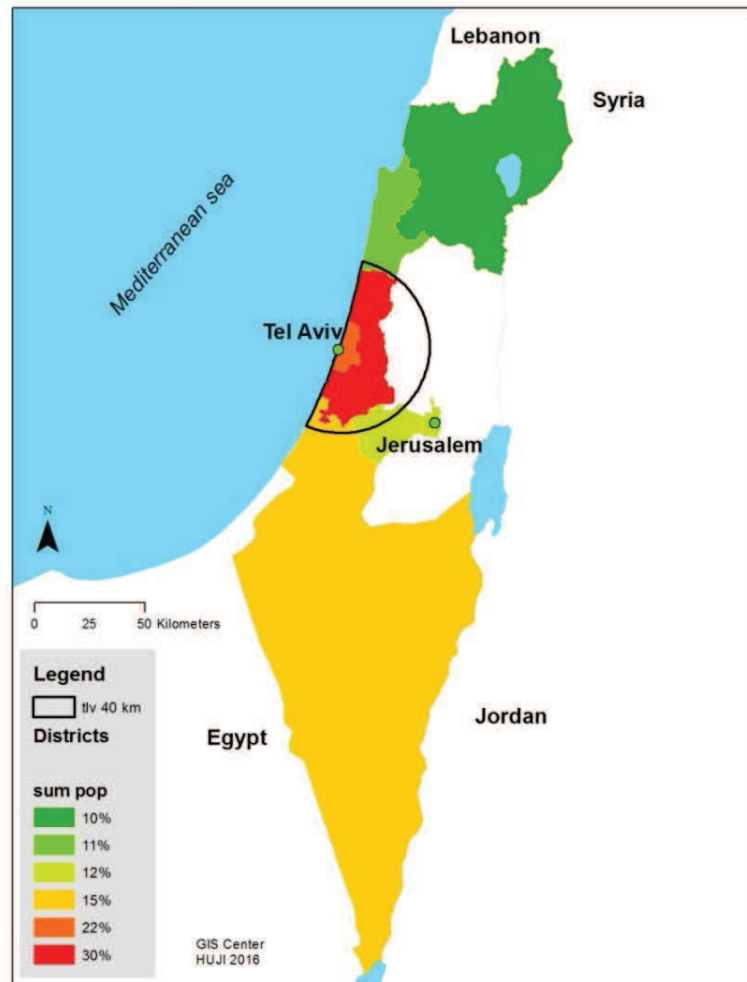 Lebanon
Syria
Mediterranean sea
Tel Aviv
Jerusalem
N
0 25 50 Kilometers
Legend
tlv 40 km
Districts
sum pop
10%
11%
12%
15%
22%
30%
Egypt
Jordan
GIS Center
HUJI 2016